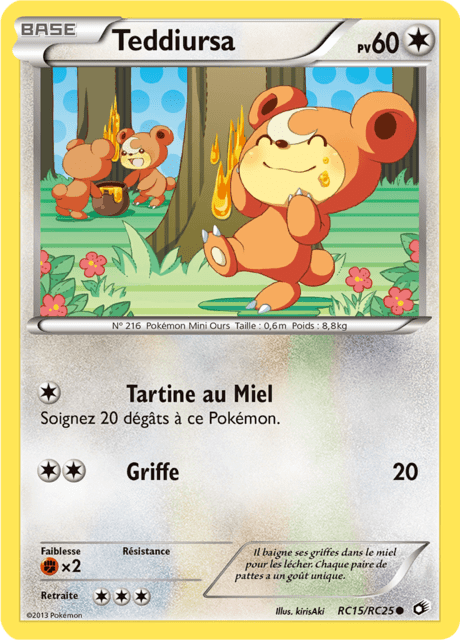 BASE
Teddiursa
PV60
N° 216 Pokémon Mini Ours Taille : 0,6m Poids : 8,8kg
Tartine au Miel
Soignez 20 dégâts à ce Pokémon.
Griffe 20
Faiblesse Résistance
×2
Retraite
Il baigne ses griffes dans le miel
pour les lécher. Chaque paire de
pattes a un goût unique.
Illus. kirisAki RC15/RC25
©2013 Pokémon